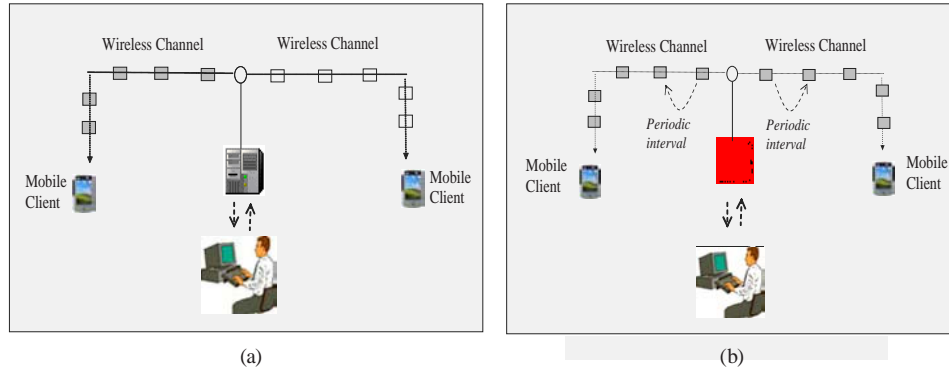 Wireless Channel
Wireless Channel
Mobile
Client
Mobile
Client
(a)
Wireless Channel
Wireless Channel
Periodic
interval
Periodic
interval
Mobile
Client
Mobile
Client
(b)